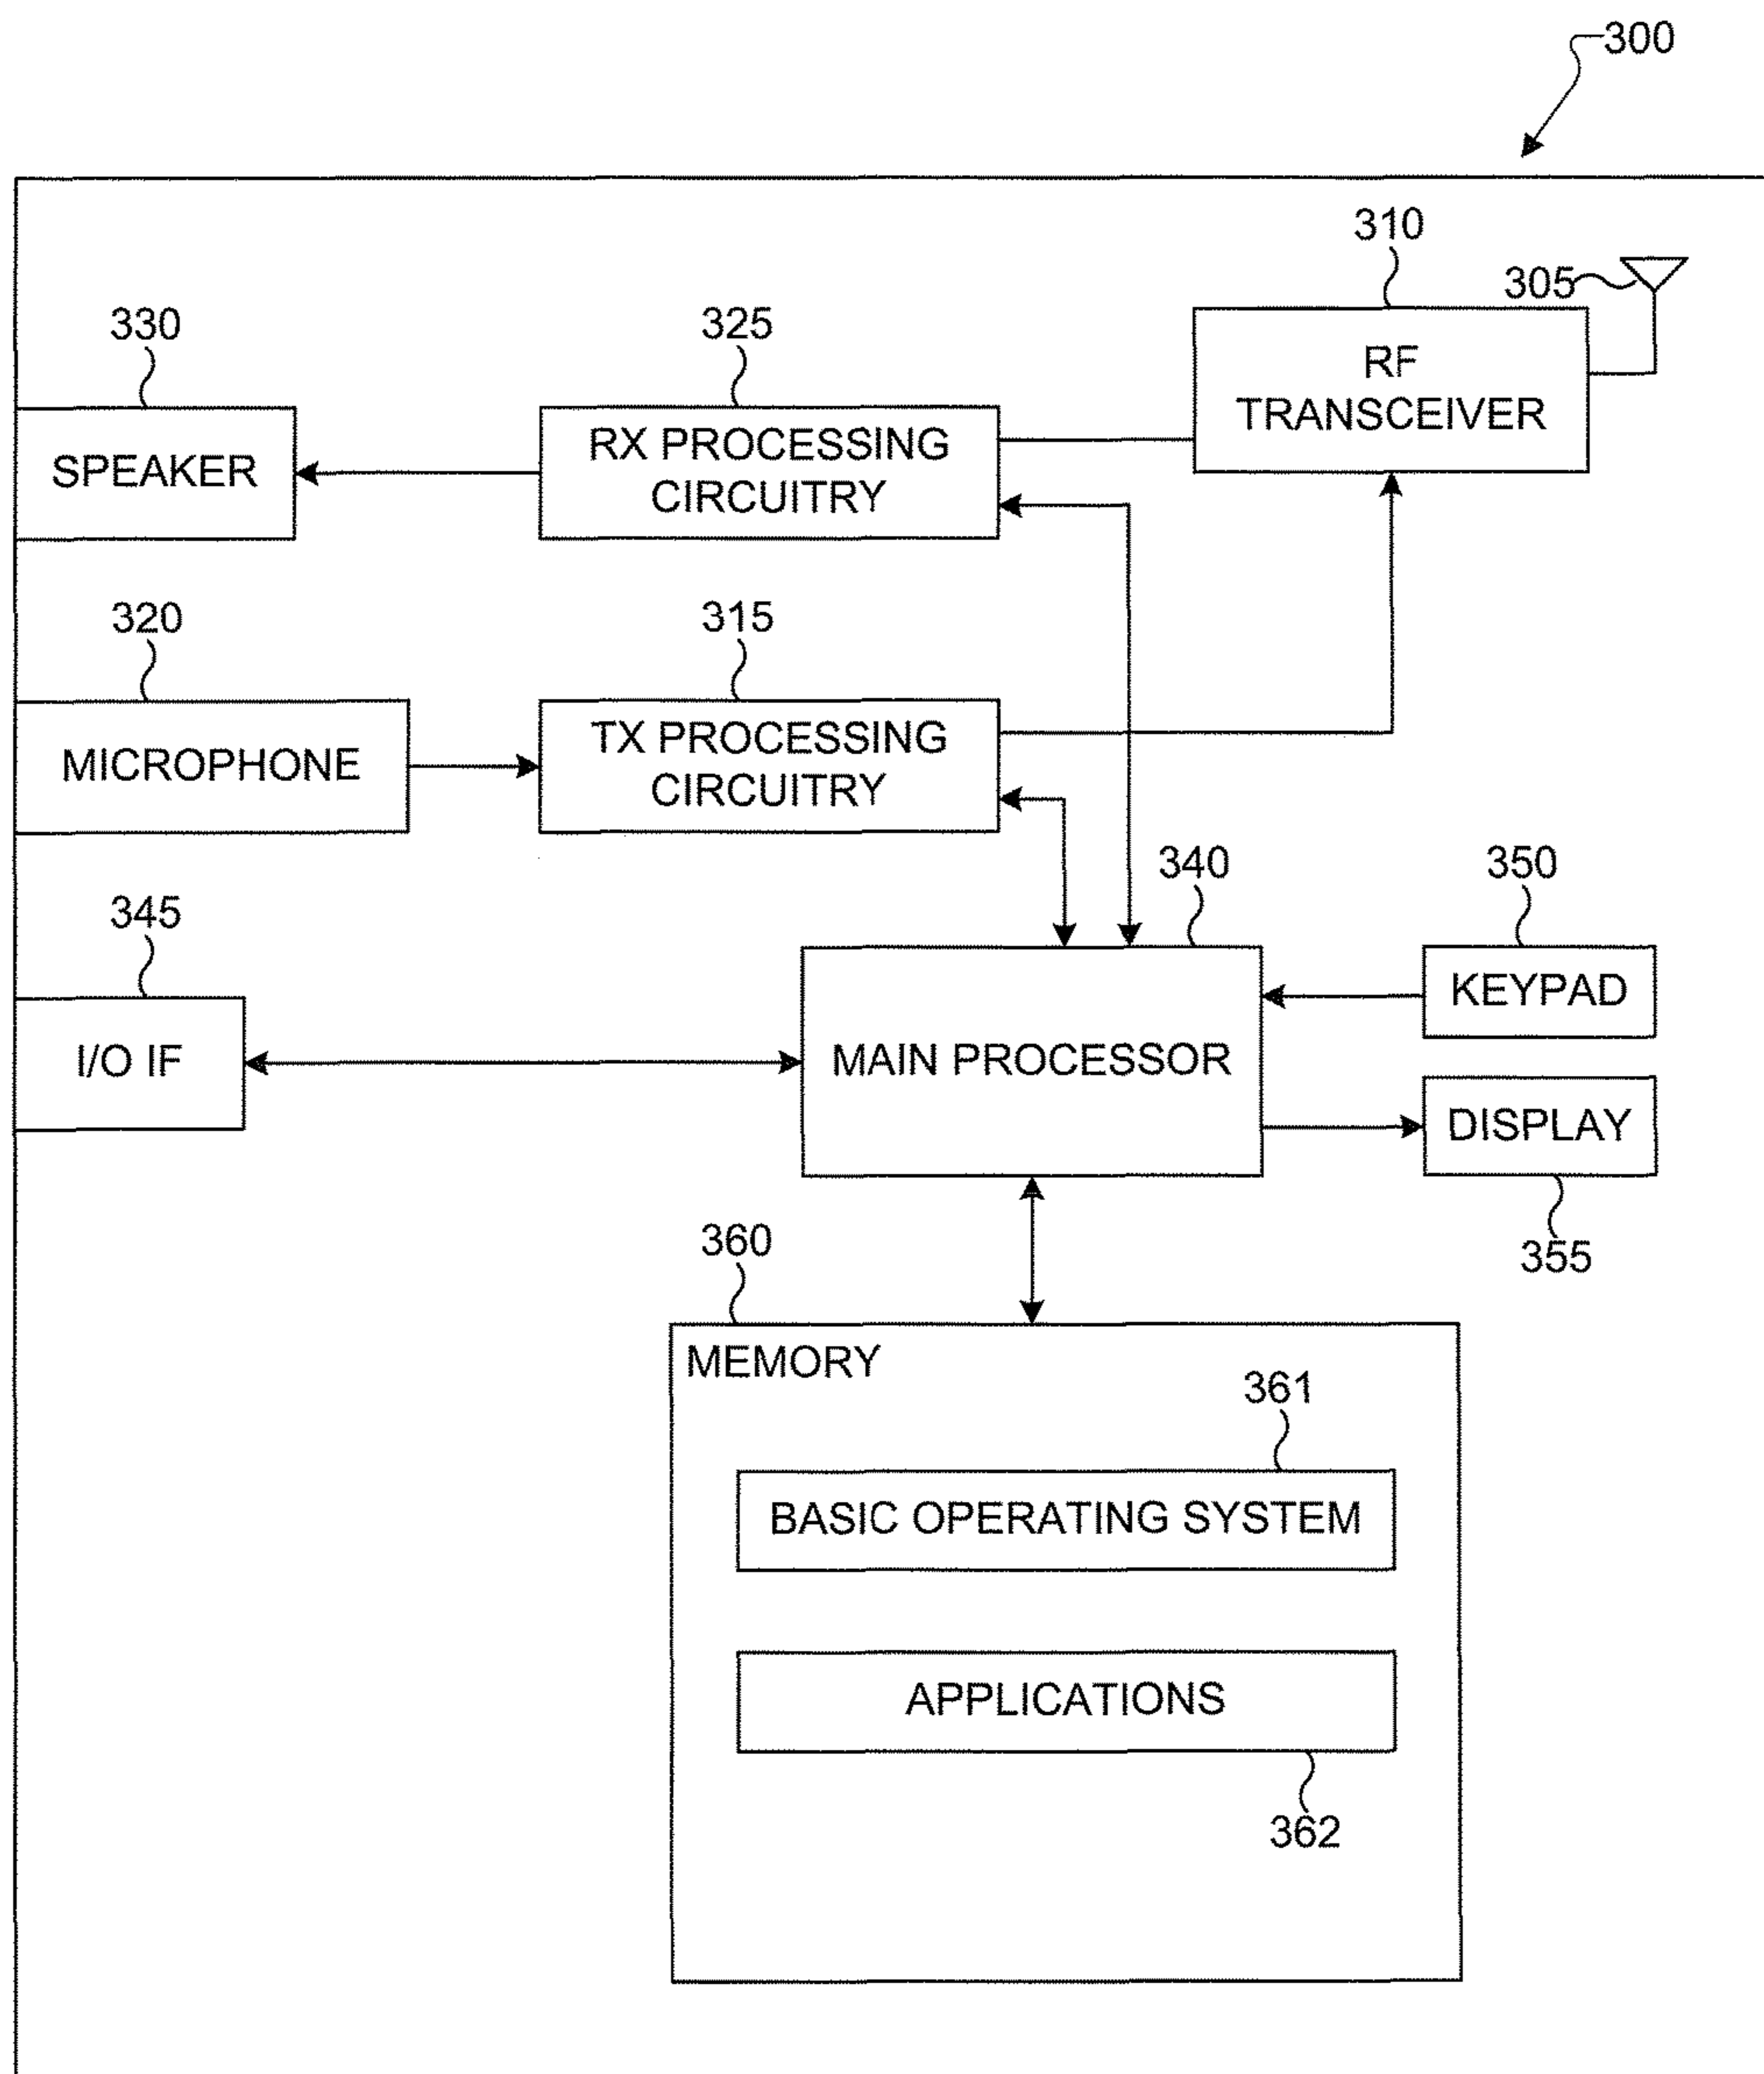 300
310
305
330
325
RF
TRANSCEIVER
SPEAKER
RX PROCESSING
CIRCUITRY
320
315
MICROPHONE
TX PROCESSING
CIRCUITRY
340
350
345
KEYPAD
I/O IF
MAIN PROCESSOR
DISPLAY
355
360
MEMORY
361
BASIC OPERATING SYSTEM
APPLICATIONS
362